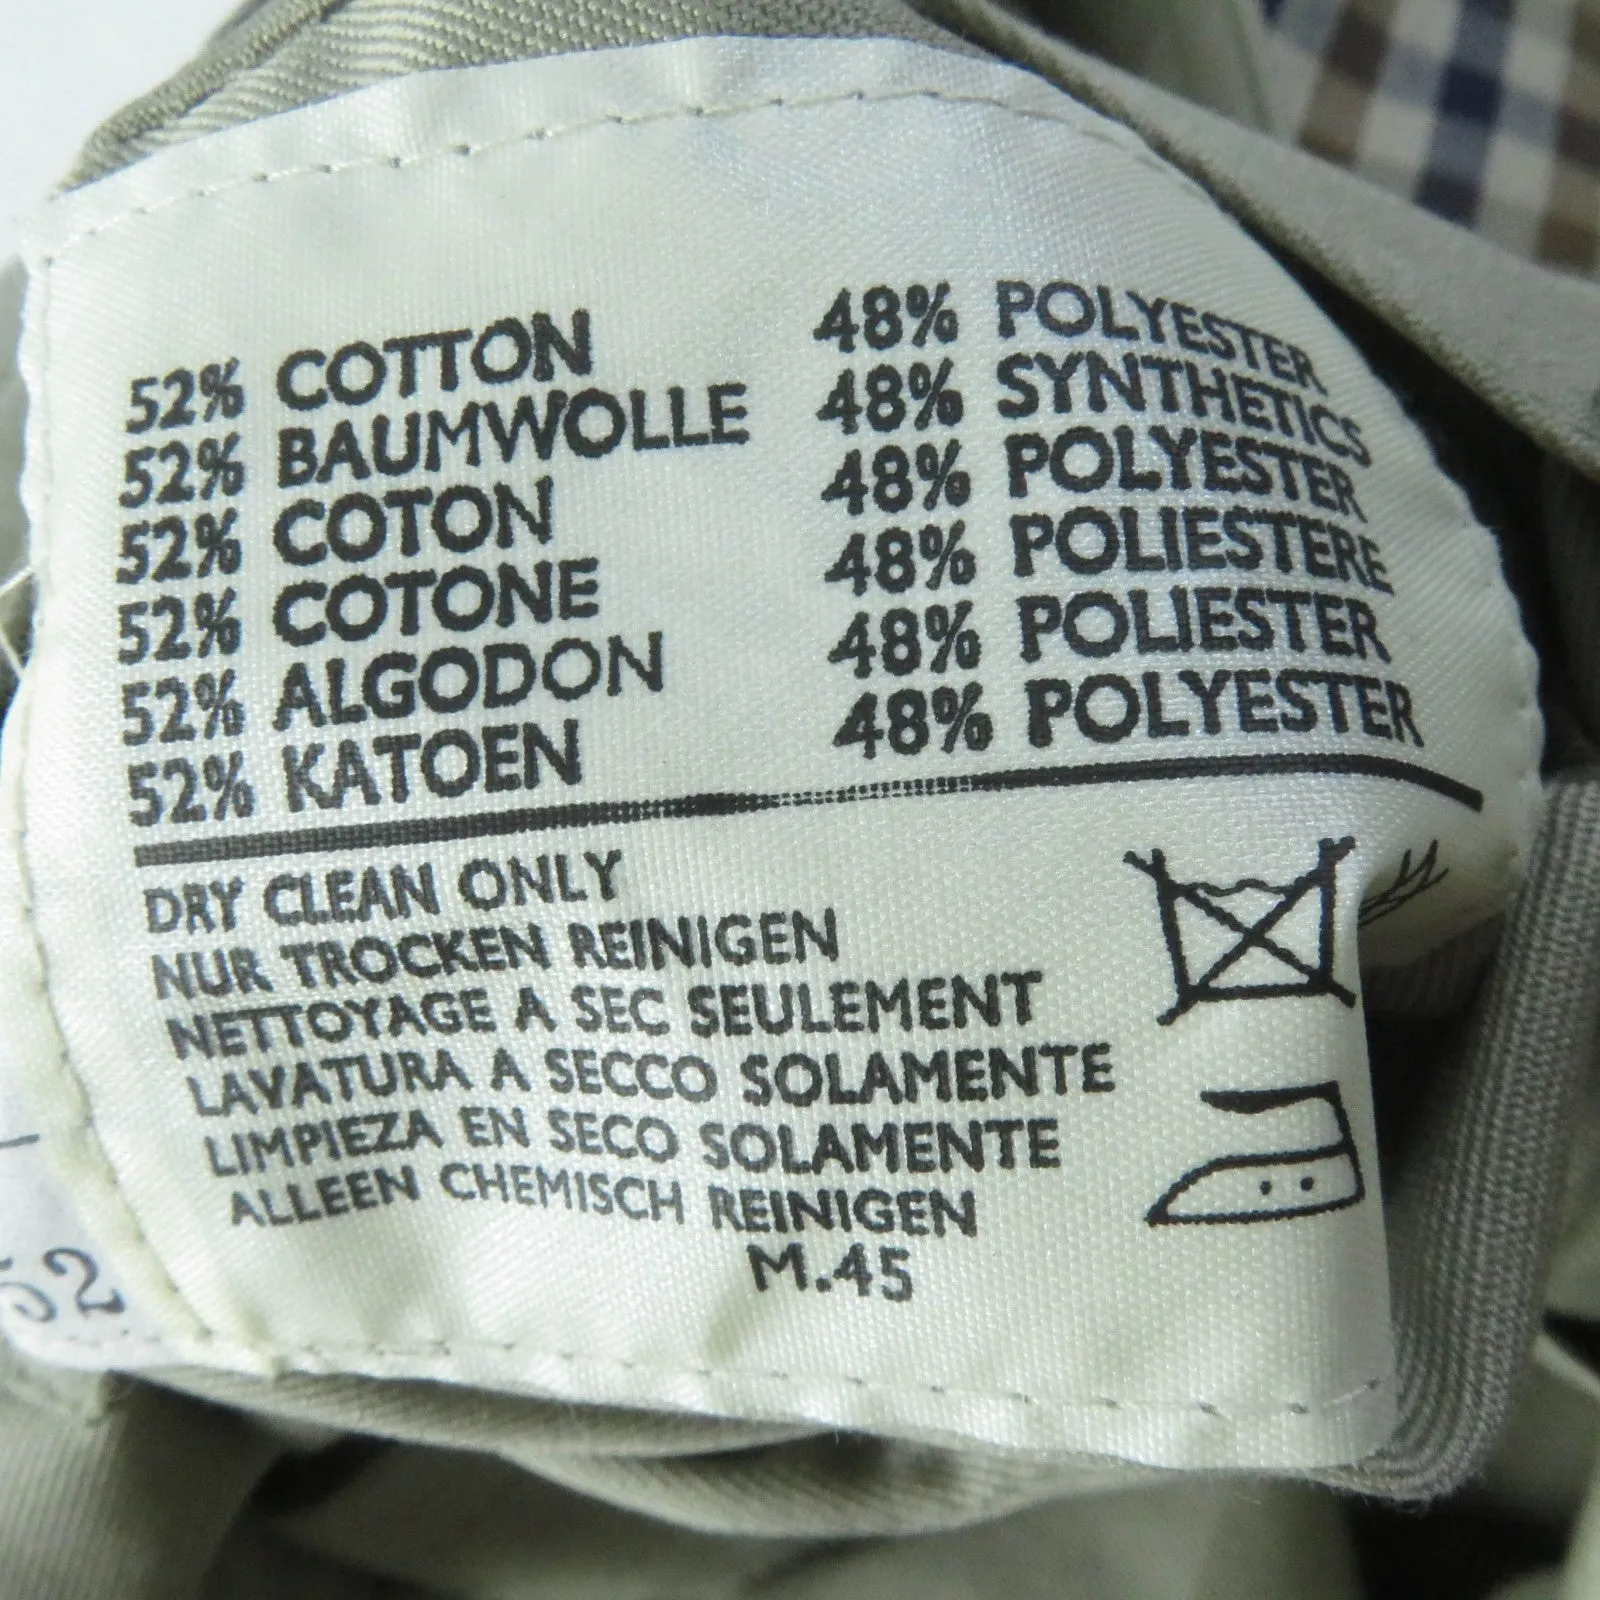 52% COTTON 48% POLYESTER
52% BAUMWOLLE 48% SYNTHETICS
52% COTON 48% POLYESTER
52% COTONE 48% POLIESTERE
52% ALGODON 48% POLIESTER
52% KATOEN 48% POLYESTER
DRY CLEAN ONLY
NUR TROCKEN REINIGEN
NETTOYAGE A SEC SEULEMENT
LAVATURA A SECCO SOLAMENTE
LIMPIEZA EN SECO SOLAMENTE
ALLEEN CHEMISCH REINIGEN
M.45
52